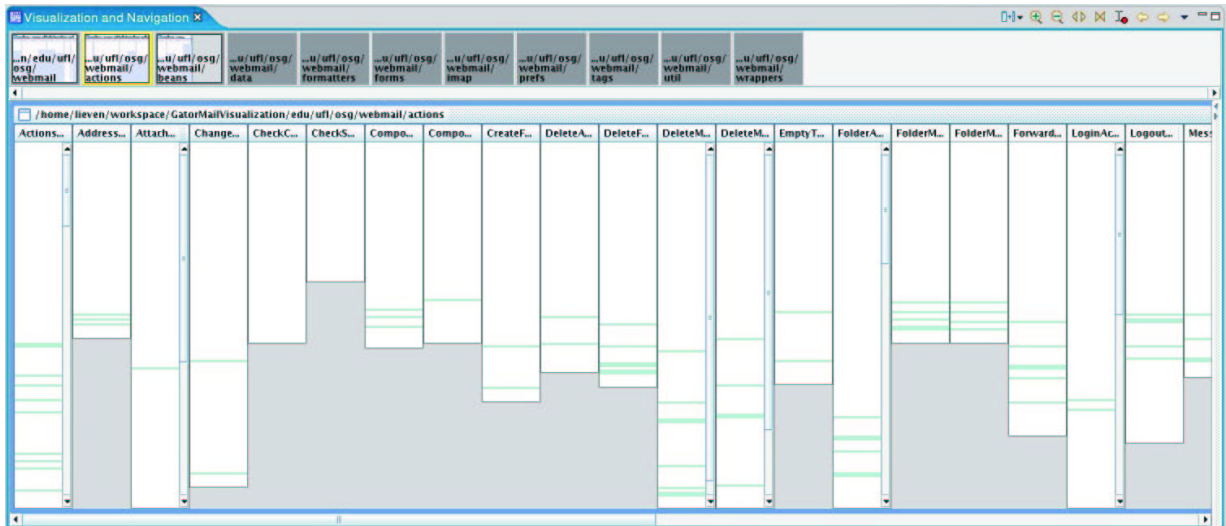 Visualization and Navigation
...n/edu/ufl/
osg/
webmail
...u/ufl/osg/
webmail/
actions
...u/ufl/osg/
webmail/
beans
...u/ufl/osg/
webmail/
data
...u/ufl/osg/
webmail/
formatters
...u/ufl/osg/
webmail/
forms
...u/ufl/osg/
webmail/
imap
...u/ufl/osg/
webmail/
prefs
...u/ufl/osg/
webmail/
tags
...u/ufl/osg/
webmail/
util
...u/ufl/osg/
webmail/
wrappers
/home/lieven/workspace/GatorMailVisualization/edu/ufl/osg/webmail/actions
Actions... Address... Attach... Change... CheckC... CheckS... Compo... Compo... CreateF... DeleteA... DeleteF... DeleteM... DeleteM... EmptyT... FolderA... FolderM... FolderM... Forward... LoginAc... Logout... Mess